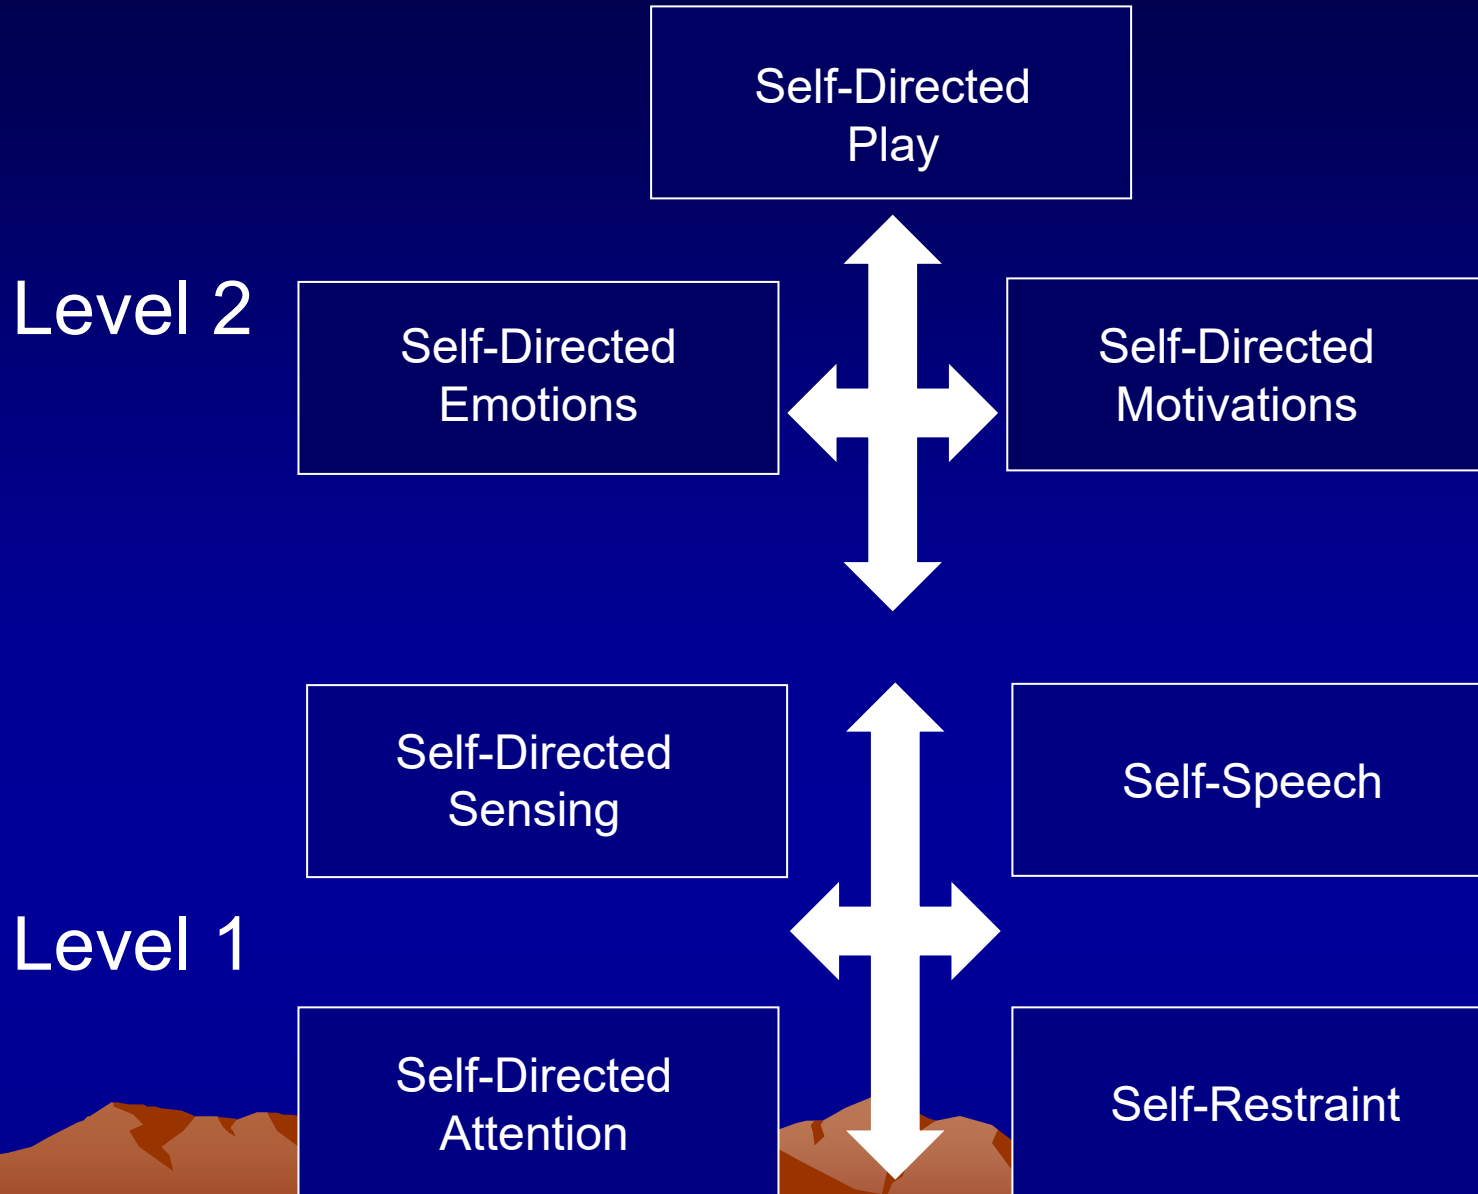 Self-Directed
Play
Level 2
Self-Directed
Emotions
Self-Directed
Motivations
Self-Directed
Sensing
Self-Speech
Level 1
Self-Directed
Attention
Self-Restraint